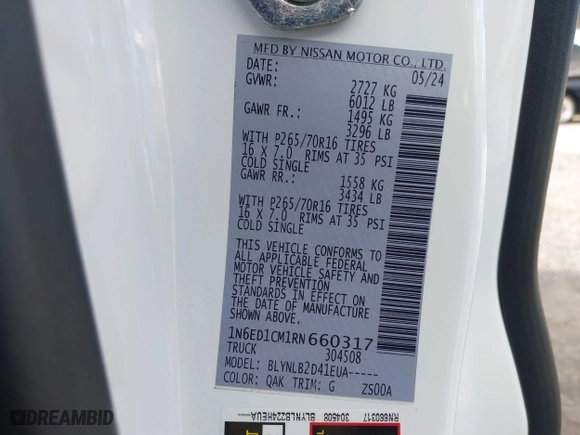 MFD BY NISSAN MOTOR CO., LTD.
DATE: 05/24
GVWR: 2727 KG
6012 LB
GAWR FR.: 1495 KG
3296 LB
WITH P265/70R16 TIRES
16 X 7.0 RIMS AT 35 PSI
COLD SINGLE
GAWR RR.: 1558 KG
3434 LB
WITH P265/70R16 TIRES
16 X 7.0 RIMS AT 35 PSI
COLD SINGLE
THIS VEHICLE CONFORMS TO
ALL APPLICABLE FEDERAL
MOTOR VEHICLE SAFETY AND
THEFT PREVENTION
STANDARDS IN EFFECT ON
THE DATE OF MANUFACTURE
SHOWN ABOVE.
1N6ED1CM1RN660317
TRUCK 304508
MODEL: BLYNLB2D41EUA-----
COLOR: QAK TRIM: G ZS00A
RN660317 304508 BLYNLBZ24HEUA-----
DREAMBID